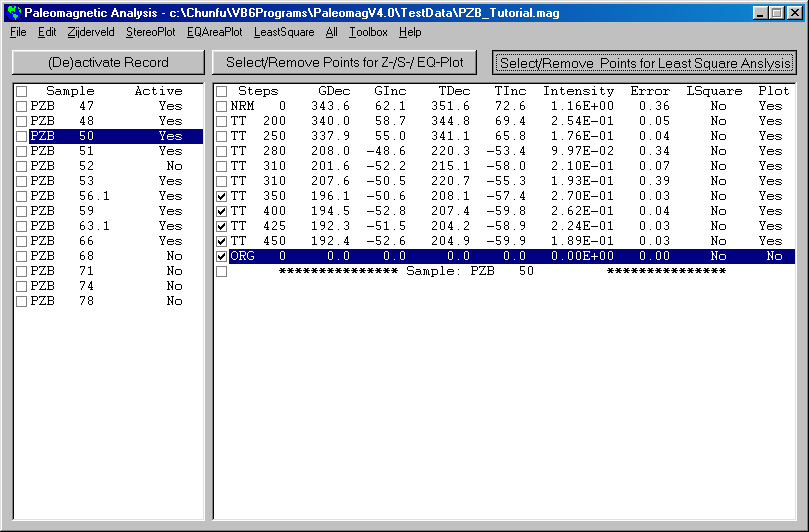 Paleomagnetic Analysis - c:\Chunfu\VB6Programs\PaleomagV4.0\TestData\PZB_Tutorial.mag
File Edit Zijderveld StereoPlot EQAreaPlot LeastSquare All Toolbox Help
(De)activate Record Select/Remove Points for Z-/S-/ EQ-Plot Select/Remove Points for Least Square Analysis
Sample Active
PZB 47 Yes
PZB 48 Yes
PZB 50 Yes
PZB 51 Yes
PZB 52 No
PZB 53 Yes
PZB 56.1 Yes
PZB 59 Yes
PZB 63.1 Yes
PZB 66 Yes
PZB 68 No
PZB 71 No
PZB 74 No
PZB 78 No
Steps GDec GInc TDec TInc Intensity Error LSquare Plot
NRM 0 343.6 62.1 351.6 72.6 1.16E+00 0.36 No Yes
TT 200 340.0 58.7 344.8 69.4 2.54E-01 0.05 No Yes
TT 250 337.9 55.0 341.1 65.8 1.76E-01 0.04 No Yes
TT 280 208.0 -48.6 220.3 -53.4 9.97E-02 0.34 No Yes
TT 310 201.6 -52.2 215.1 -58.0 2.10E-01 0.07 No Yes
TT 310 207.6 -50.5 220.7 -55.3 1.93E-01 0.39 No Yes
TT 350 196.1 -50.6 208.1 -57.4 2.70E-01 0.03 No Yes
TT 400 194.5 -52.8 207.4 -59.8 2.62E-01 0.04 No Yes
TT 425 192.3 -51.5 204.2 -58.9 2.24E-01 0.03 No Yes
TT 450 192.4 -52.6 204.9 -59.9 1.89E-01 0.03 No Yes
ORG 0 0.0 0.0 0.0 0.0 0.00E+00 0.00 No No
*************** Sample: PZB 50 ***************